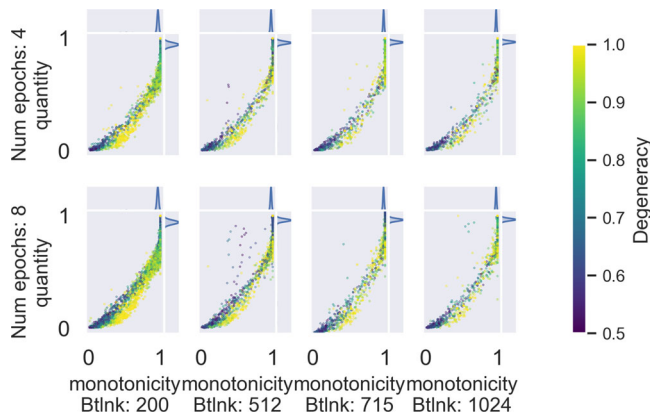 Num epochs: 4
quantity
1
0
Num epochs: 8
quantity
1
0
0 1 0 1 0 1 0 1
monotonicity monotonicity monotonicity monotonicity
Btlnk: 200 Btlnk: 512 Btlnk: 715 Btlnk: 1024
1.0
0.9
0.8
0.7
0.6
0.5
Degeneracy